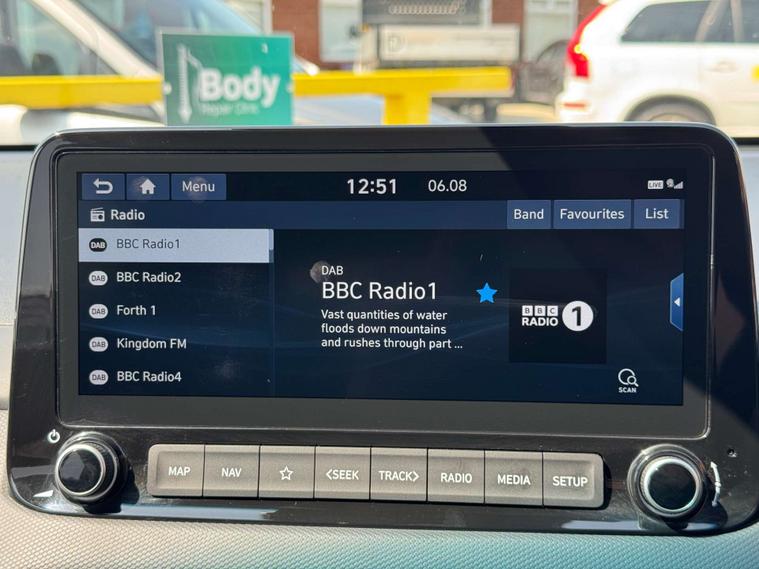 Body
Repair Clinic
Menu
12:51
06.08
LIVE
Radio
Band
Favourites
List
DAB BBC Radio1
DAB BBC Radio2
DAB Forth 1
DAB Kingdom FM
DAB BBC Radio4
DAB
BBC Radio1
Vast quantities of water
floods down mountains
and rushes through part ...
BBC
RADIO 1
SCAN
MAP
NAV
<SEEK
TRACK>
RADIO
MEDIA
SETUP